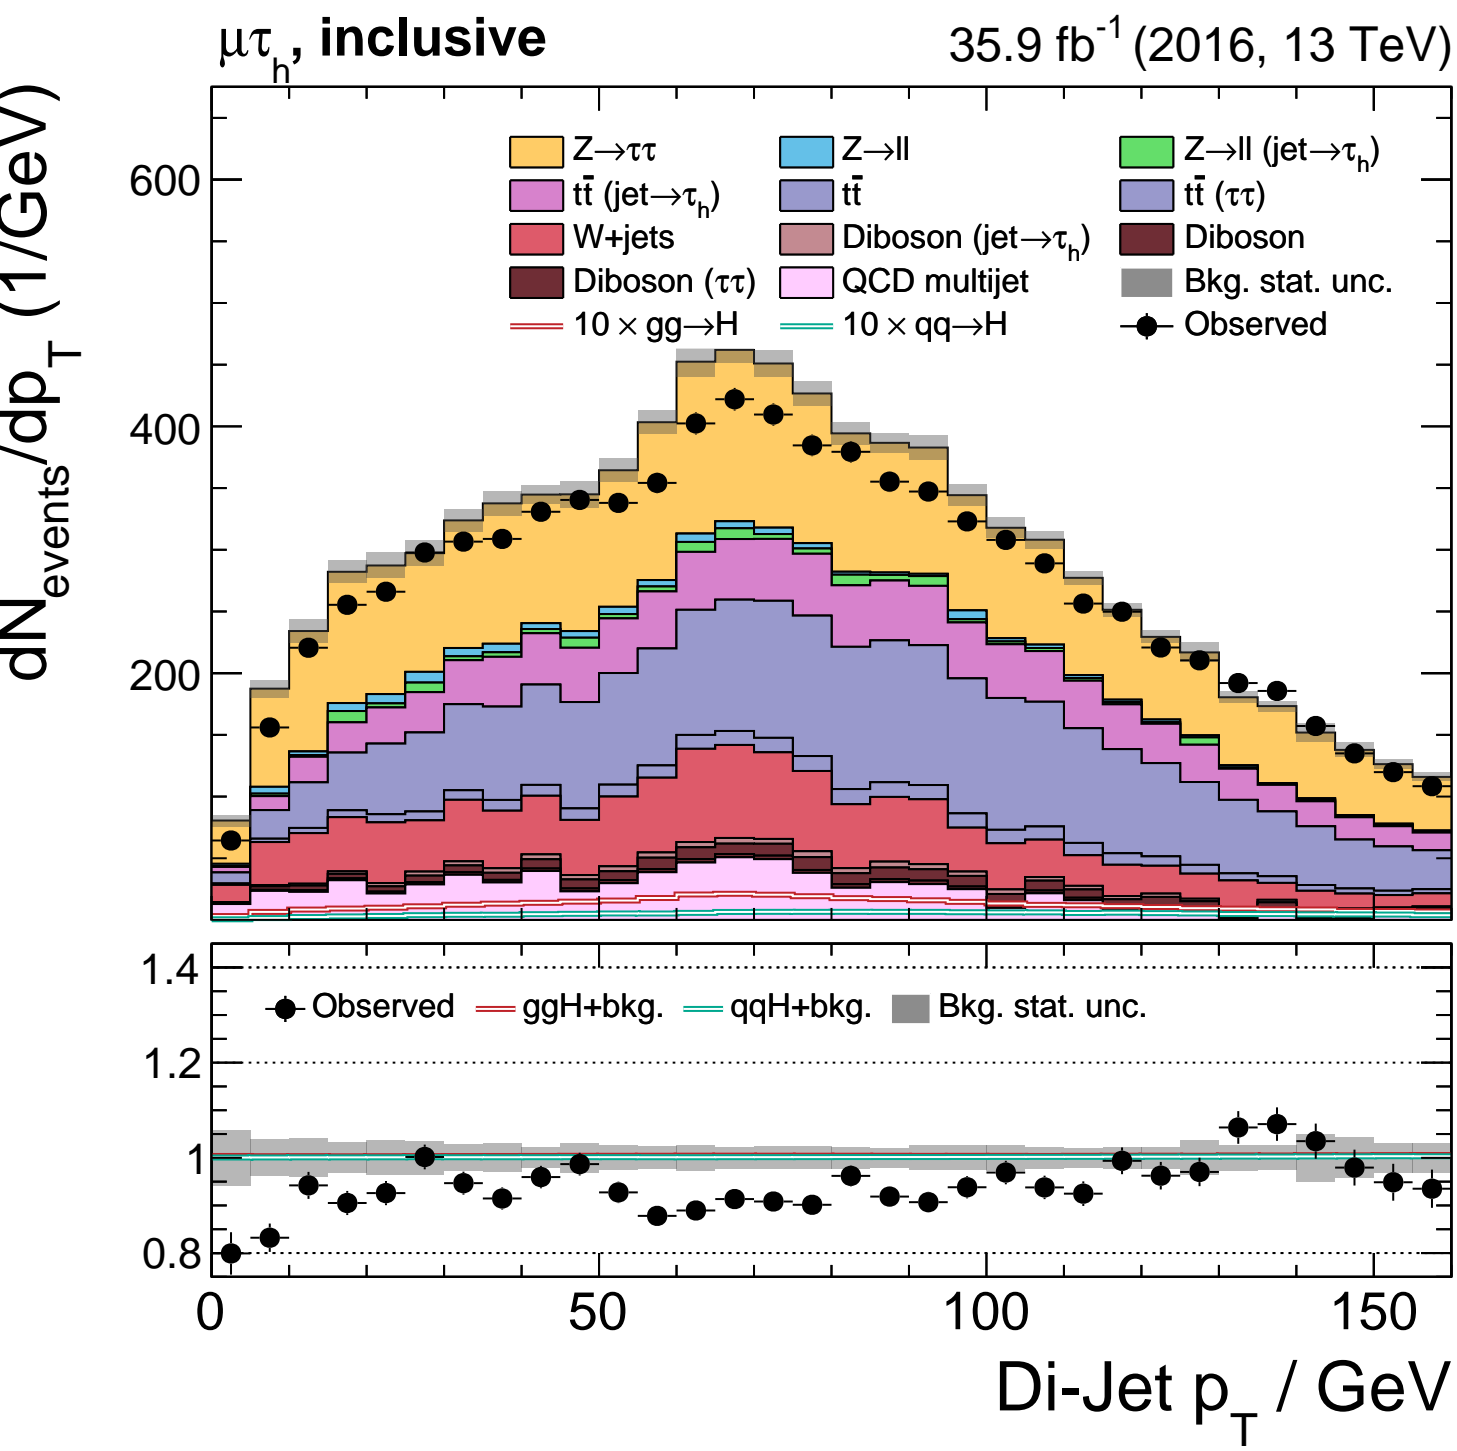 μτh, inclusive
35.9 fb-1 (2016, 13 TeV)
dNevents/dpT (1/GeV)
600
400
200
Z→ττ Z→ll Z→ll (jet→τh)
tt̄ (jet→τh) tt̄ tt̄ (ττ)
W+jets Diboson (jet→τh) Diboson
Diboson (ττ) QCD multijet Bkg. stat. unc.
10 × gg→H 10 × qq→H Observed
1.4
1.2
1
0.8
Observed ggH+bkg. qqH+bkg. Bkg. stat. unc.
0 50 100 150
Di-Jet pT / GeV